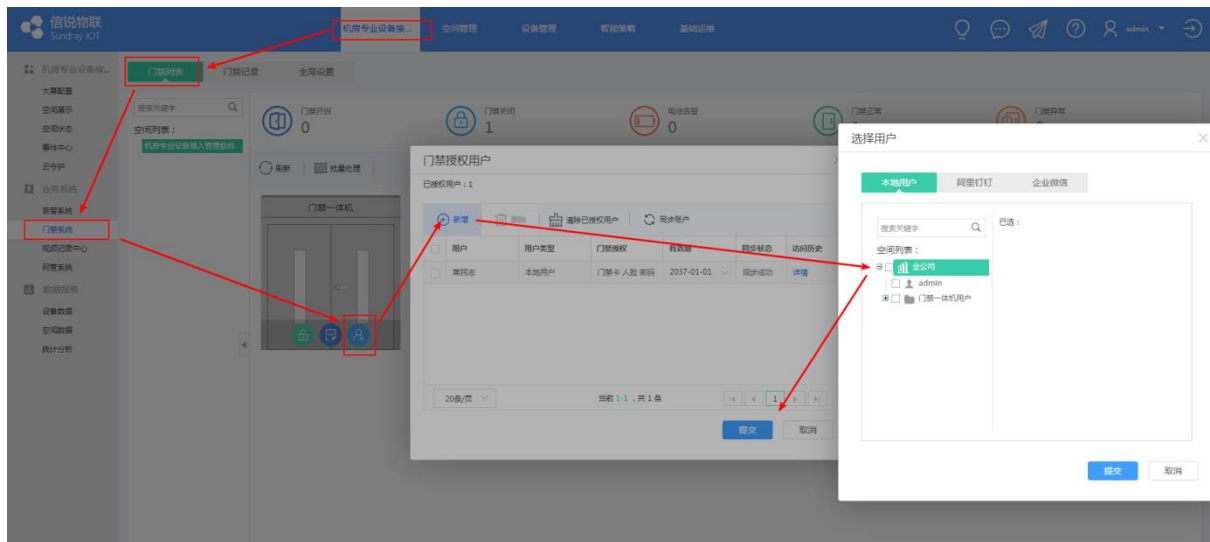 信锐物联
Sundray IOT
机房专业设备接...
空间管理
设备管理
智能策略
基础运维
admin
机房专业设备接...
大屏配置
空间展示
空间状态
事件中心
云守护
业务系统
告警系统
门禁系统
视频记录中心
网管系统
数据报表
设备数据
空间数据
统计分析
门禁列表
门禁记录
全局设置
搜索关键字
空间列表：
机房专业设备接入管理软件
门禁开启
0
门禁关闭
1
电池告警
0
门禁正常
门禁异常
刷新
批量处理
门禁一体机
门禁授权用户
已授权用户：1
新增
清除已授权用户
同步账户
用户
用户类型
门禁授权
有效期
同步状态
访问历史
本地用户
门禁卡 人脸 密码
2037-01-01
同步成功
详情
20条/页
当前 1-1，共 1 条
1
提交
取消
选择用户
本地用户
阿里钉钉
企业微信
搜索关键字
已选：
空间列表：
全公司
admin
门禁一体机用户
提交
取消